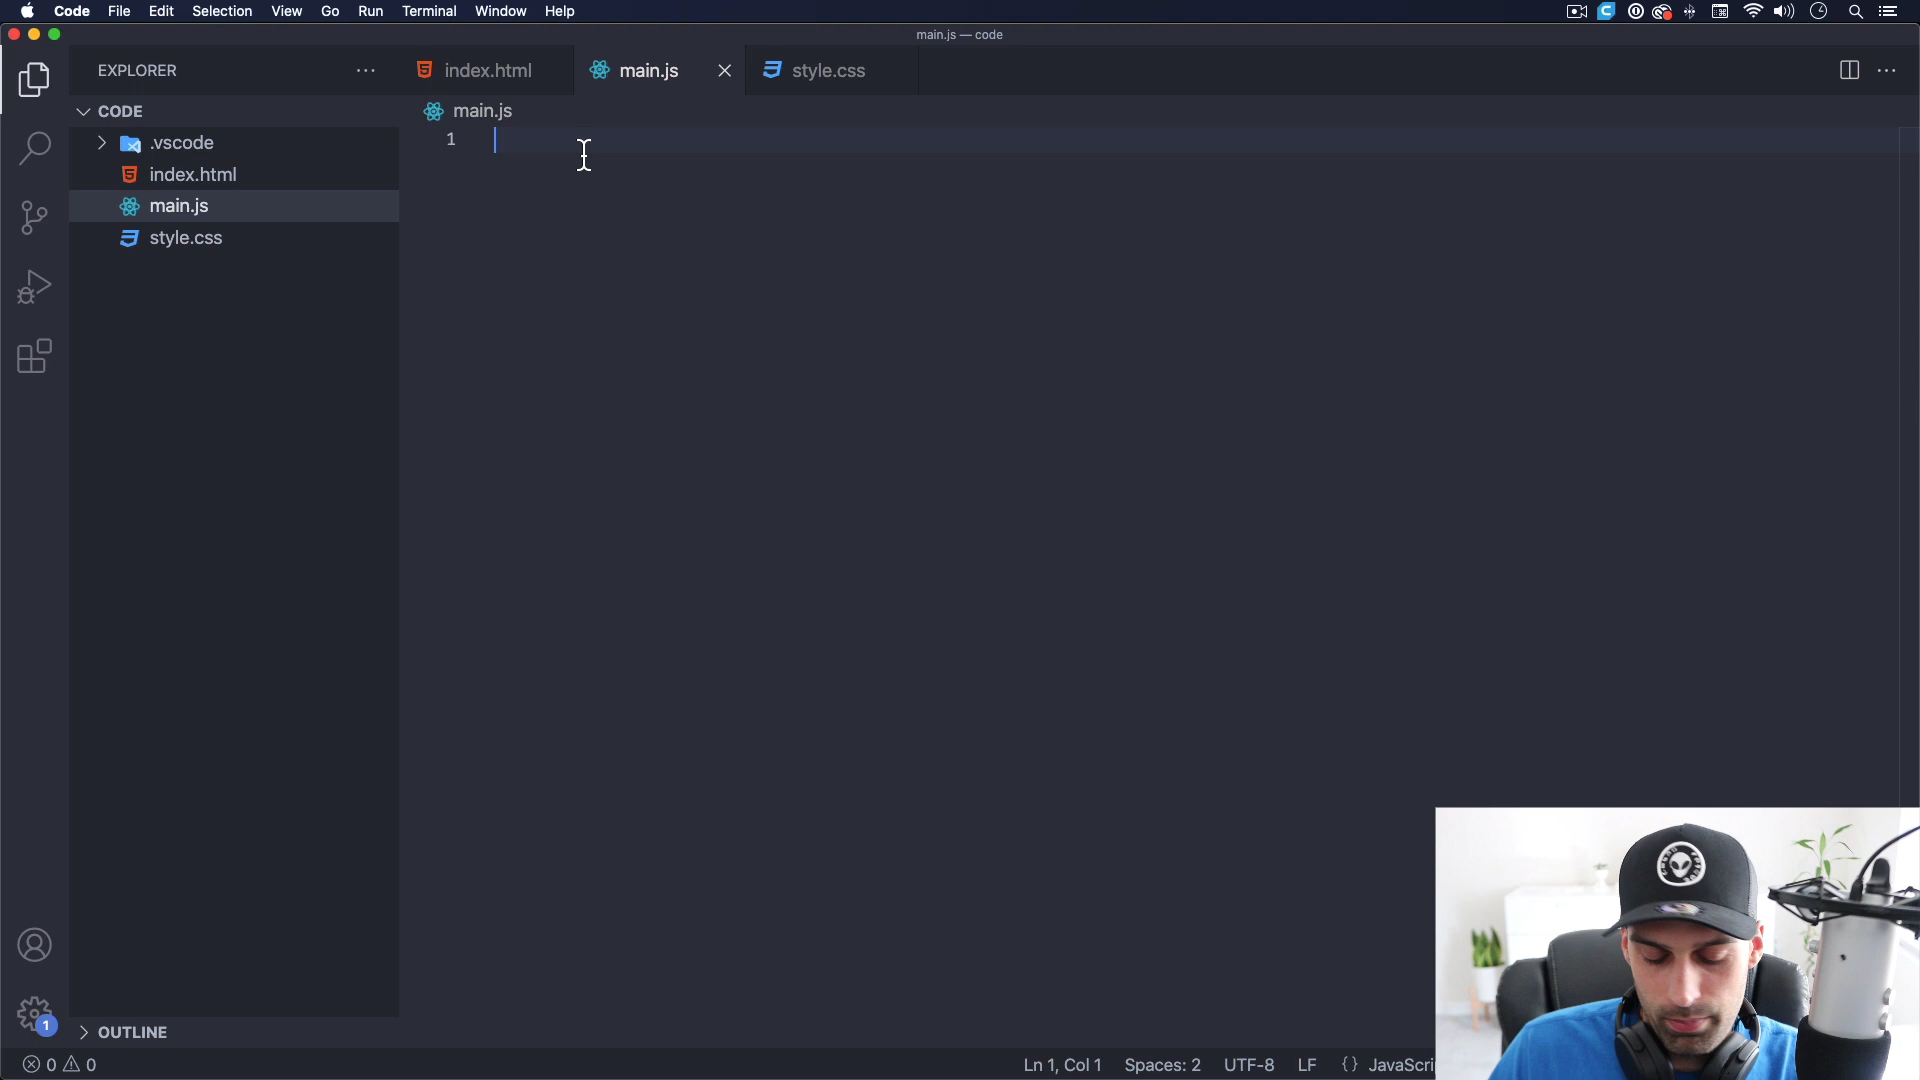 Code File Edit Selection View Go Run Terminal Window Help
main.js — code
EXPLORER
index.html
main.js
style.css
CODE
main.js
.vscode
1
index.html
main.js
style.css
1
OUTLINE
0 0
Ln 1, Col 1 Spaces: 2 UTF-8 LF {} JavaScri